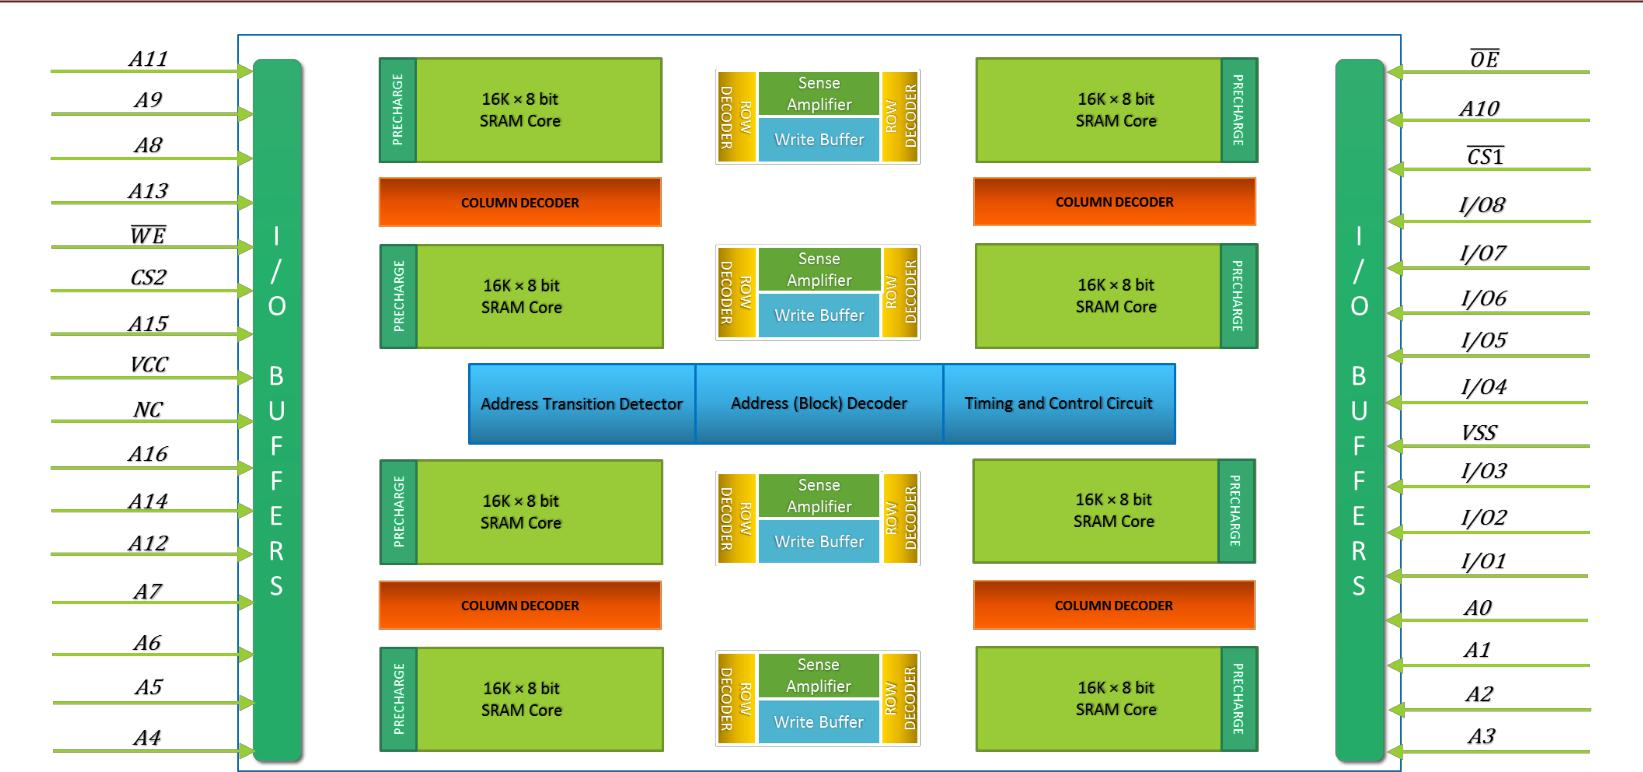 A11
A9
A8
A13
W̅E̅
CS2
A15
VCC
NC
A16
A14
A12
A7
A6
A5
A4
I/O BUFFERS
PRECHARGE
16K × 8 bit
SRAM Core
ROW
DECODER
Sense
Amplifier
Write Buffer
ROW
DECODER
16K × 8 bit
SRAM Core
PRECHARGE
COLUMN DECODER
COLUMN DECODER
PRECHARGE
16K × 8 bit
SRAM Core
ROW
DECODER
Sense
Amplifier
Write Buffer
ROW
DECODER
16K × 8 bit
SRAM Core
PRECHARGE
Address Transition Detector
Address (Block) Decoder
Timing and Control Circuit
PRECHARGE
16K × 8 bit
SRAM Core
ROW
DECODER
Sense
Amplifier
Write Buffer
ROW
DECODER
16K × 8 bit
SRAM Core
PRECHARGE
COLUMN DECODER
COLUMN DECODER
PRECHARGE
16K × 8 bit
SRAM Core
ROW
DECODER
Sense
Amplifier
Write Buffer
ROW
DECODER
16K × 8 bit
SRAM Core
PRECHARGE
I/O BUFFERS
O̅E̅
A10
C̅S̅1̅
I/O8
I/O7
I/O6
I/O5
I/O4
VSS
I/O3
I/O2
I/O1
A0
A1
A2
A3